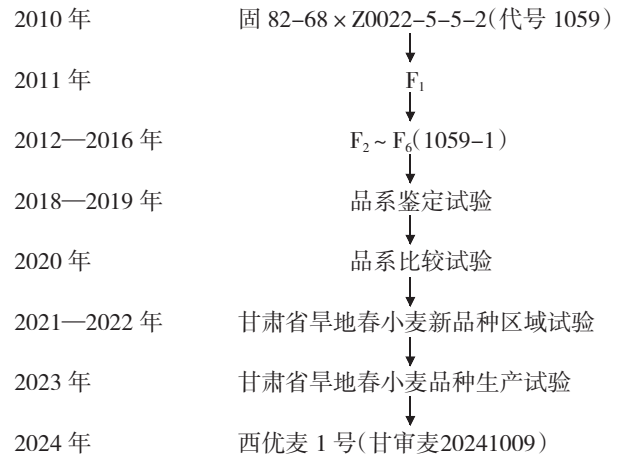 2010 年 固 82-68 × Z0022-5-5-2(代号 1059)
2011 年 F₁
2012—2016 年 F₂ ~ F₆(1059-1)
2018—2019 年 品系鉴定试验
2020 年 品系比较试验
2021—2022 年 甘肃省旱地春小麦新品种区域试验
2023 年 甘肃省旱地春小麦品种生产试验
2024 年 西优麦 1 号(甘审麦20241009)